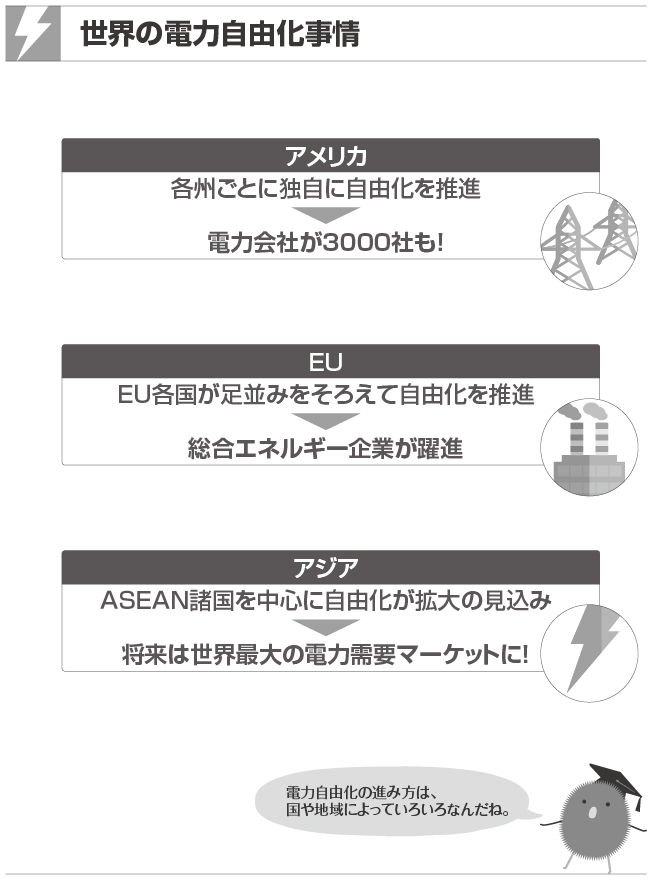 世界の電力自由化事情
アメリカ
各州ごとに独自に自由化を推進
電力会社が3000社も!
EU
EU各国が足並みをそろえて自由化を推進
総合エネルギー企業が躍進
アジア
ASEAN諸国を中心に自由化が拡大の見込み
将来は世界最大の電力需要マーケットに!
電力自由化の進み方は、
国や地域によっていろいろなんだね。